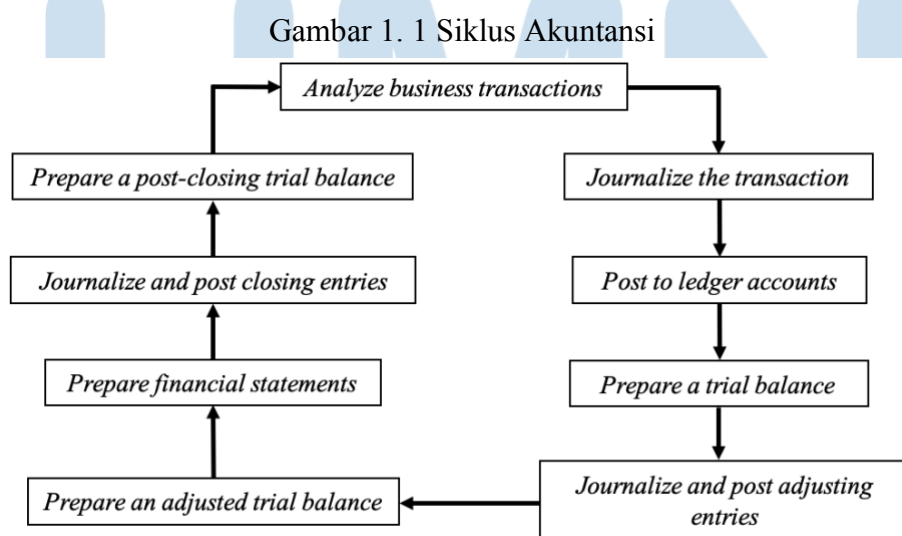 Gambar 1. 1 Siklus Akuntansi
Analyze business transactions
Journalize the transaction
Post to ledger accounts
Prepare a trial balance
Journalize and post adjusting
entries
Prepare an adjusted trial balance
Prepare financial statements
Journalize and post closing entries
Prepare a post-closing trial balance